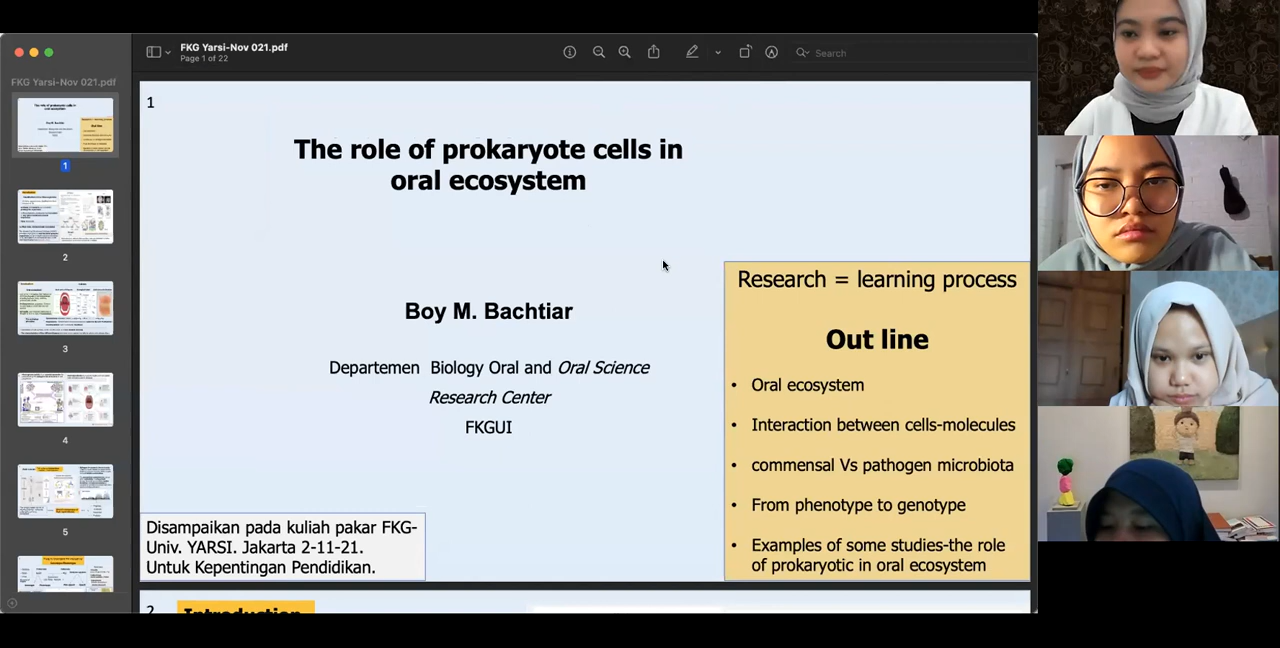 FKG Yarsi-Nov 021.pdf
Page 1 of 22
Search
FKG Yarsi-Nov 021.pdf
1
2
3
4
5
1
The role of prokaryote cells in
oral ecosystem
Boy M. Bachtiar
Departemen Biology Oral and Oral Science
Research Center
FKGUI
Disampaikan pada kuliah pakar FKG-
Univ. YARSI. Jakarta 2-11-21.
Untuk Kepentingan Pendidikan.
Research = learning process
Out line
• Oral ecosystem
• Interaction between cells-molecules
• commensal Vs pathogen microbiota
• From phenotype to genotype
• Examples of some studies-the role
of prokaryotic in oral ecosystem
2
Introduction